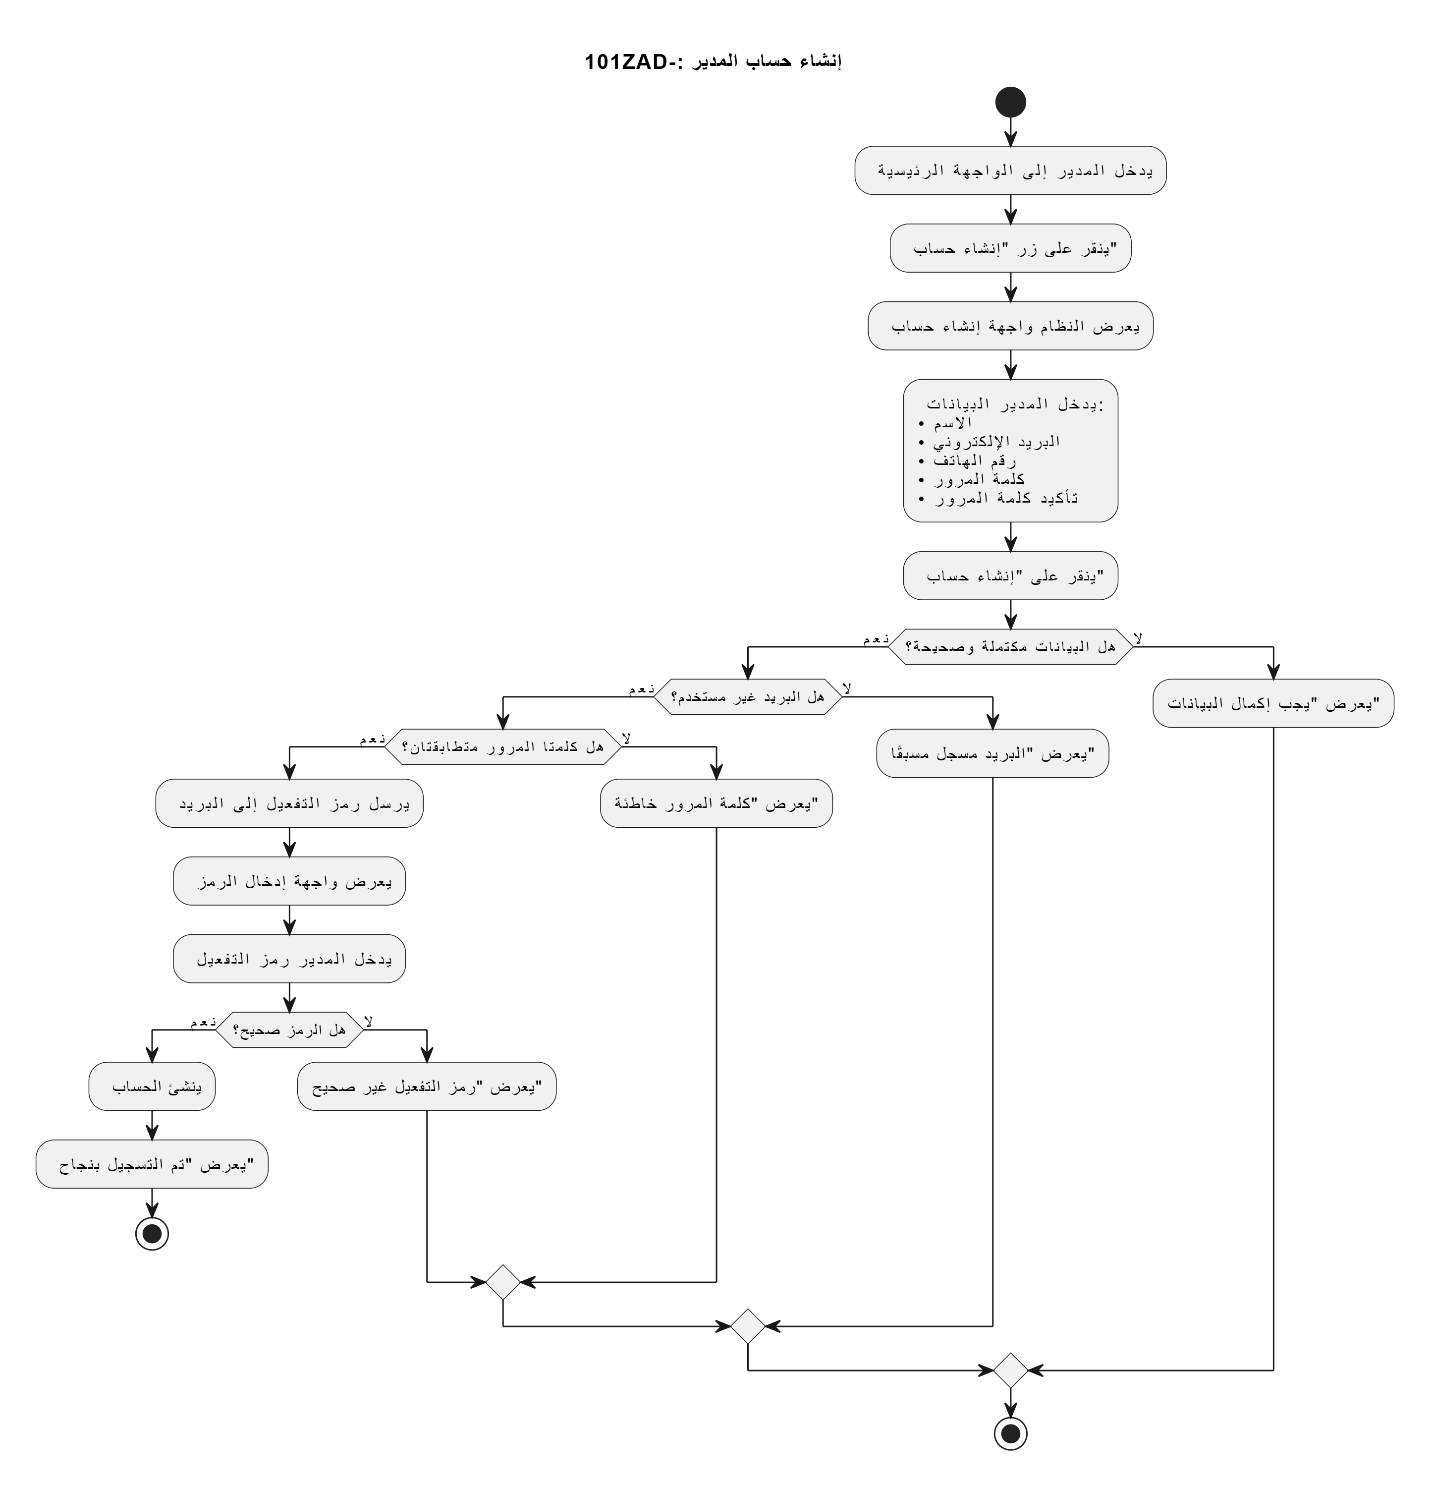 إنشاء حساب المدير :-101ZAD
يدخل المدير إلى الواجهة الرئيسية
ينقر على زر "إنشاء حساب"
يعرض النظام واجهة إنشاء حساب
يدخل المدير البيانات:
• الاسم
• البريد الإلكتروني
• رقم الهاتف
• كلمة المرور
• تأكيد كلمة المرور
ينقر على "إنشاء حساب"
هل البيانات مكتملة وصحيحة؟
نعم
لا
هل البريد غير مستخدم؟
نعم
لا
يعرض "يجب إكمال البيانات"
هل كلمتا المرور متطابقتان؟
نعم
لا
يعرض "البريد مسجل مسبقًا"
يرسل رمز التفعيل إلى البريد
يعرض "كلمة المرور خاطئة"
يعرض واجهة إدخال الرمز
يدخل المدير رمز التفعيل
هل الرمز صحيح؟
نعم
لا
ينشئ الحساب
يعرض "رمز التفعيل غير صحيح"
يعرض "تم التسجيل بنجاح"